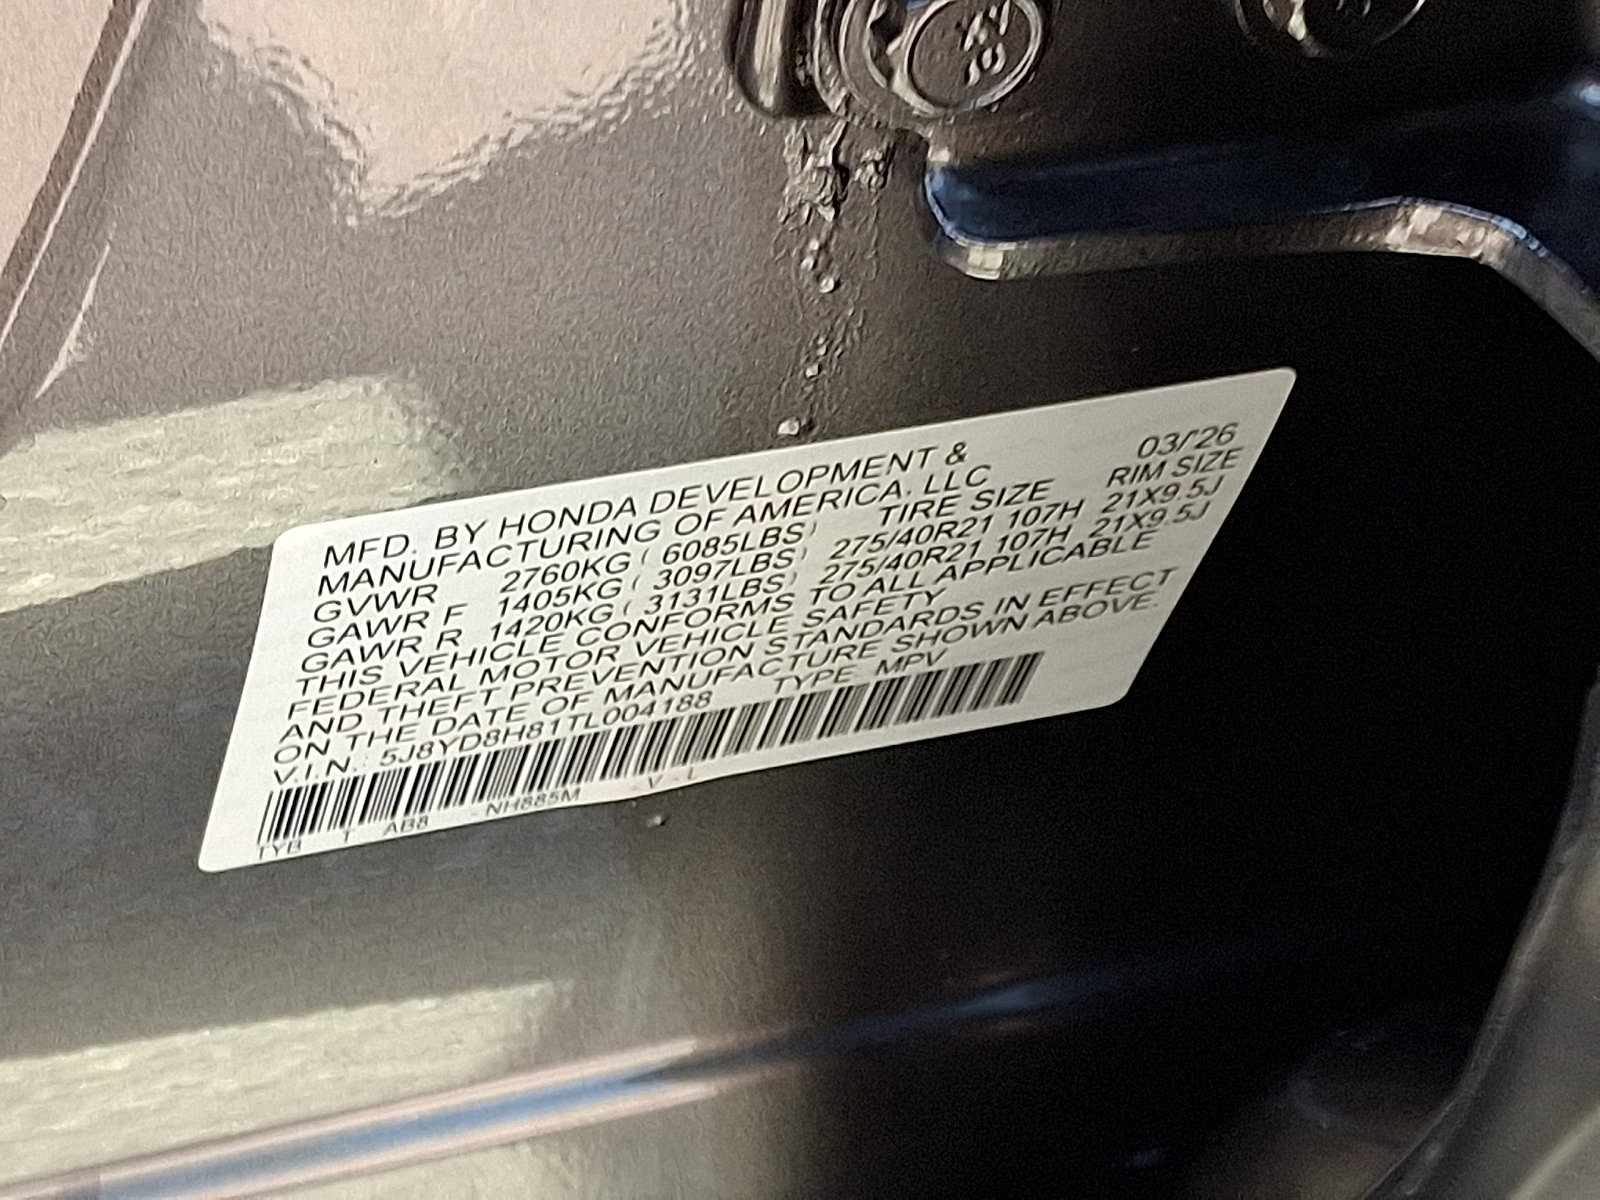 MFD. BY HONDA DEVELOPMENT &
MANUFACTURING OF AMERICA, LLC 03/'26
GVWR 2760KG ( 6085LBS) TIRE SIZE RIM SIZE
GAWR F 1405KG ( 3097LBS) 275/40R21 107H 21X9.5J
GAWR R 1420KG ( 3131LBS) 275/40R21 107H 21X9.5J
THIS VEHICLE CONFORMS TO ALL APPLICABLE
FEDERAL MOTOR VEHICLE SAFETY
AND THEFT PREVENTION STANDARDS IN EFFECT
ON THE DATE OF MANUFACTURE SHOWN ABOVE.
V.I.N.: 5J8YD8H81TL004188 TYPE: MPV
TYB T AB8 - NH885M - V - L